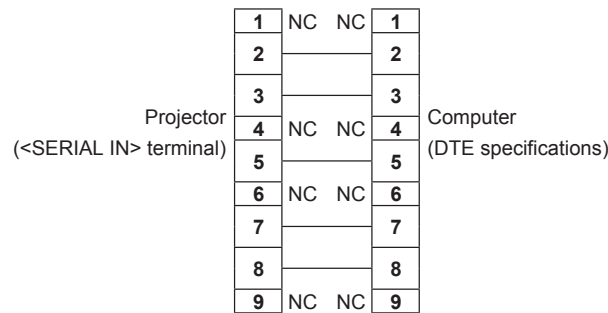 1 NC NC 1
2 2
3 3
Projector
Computer
4 NC NC 4
(<SERIAL IN> terminal)
(DTE specifications)
5 5
6 NC NC 6
7 7
8 8
9 NC NC 9